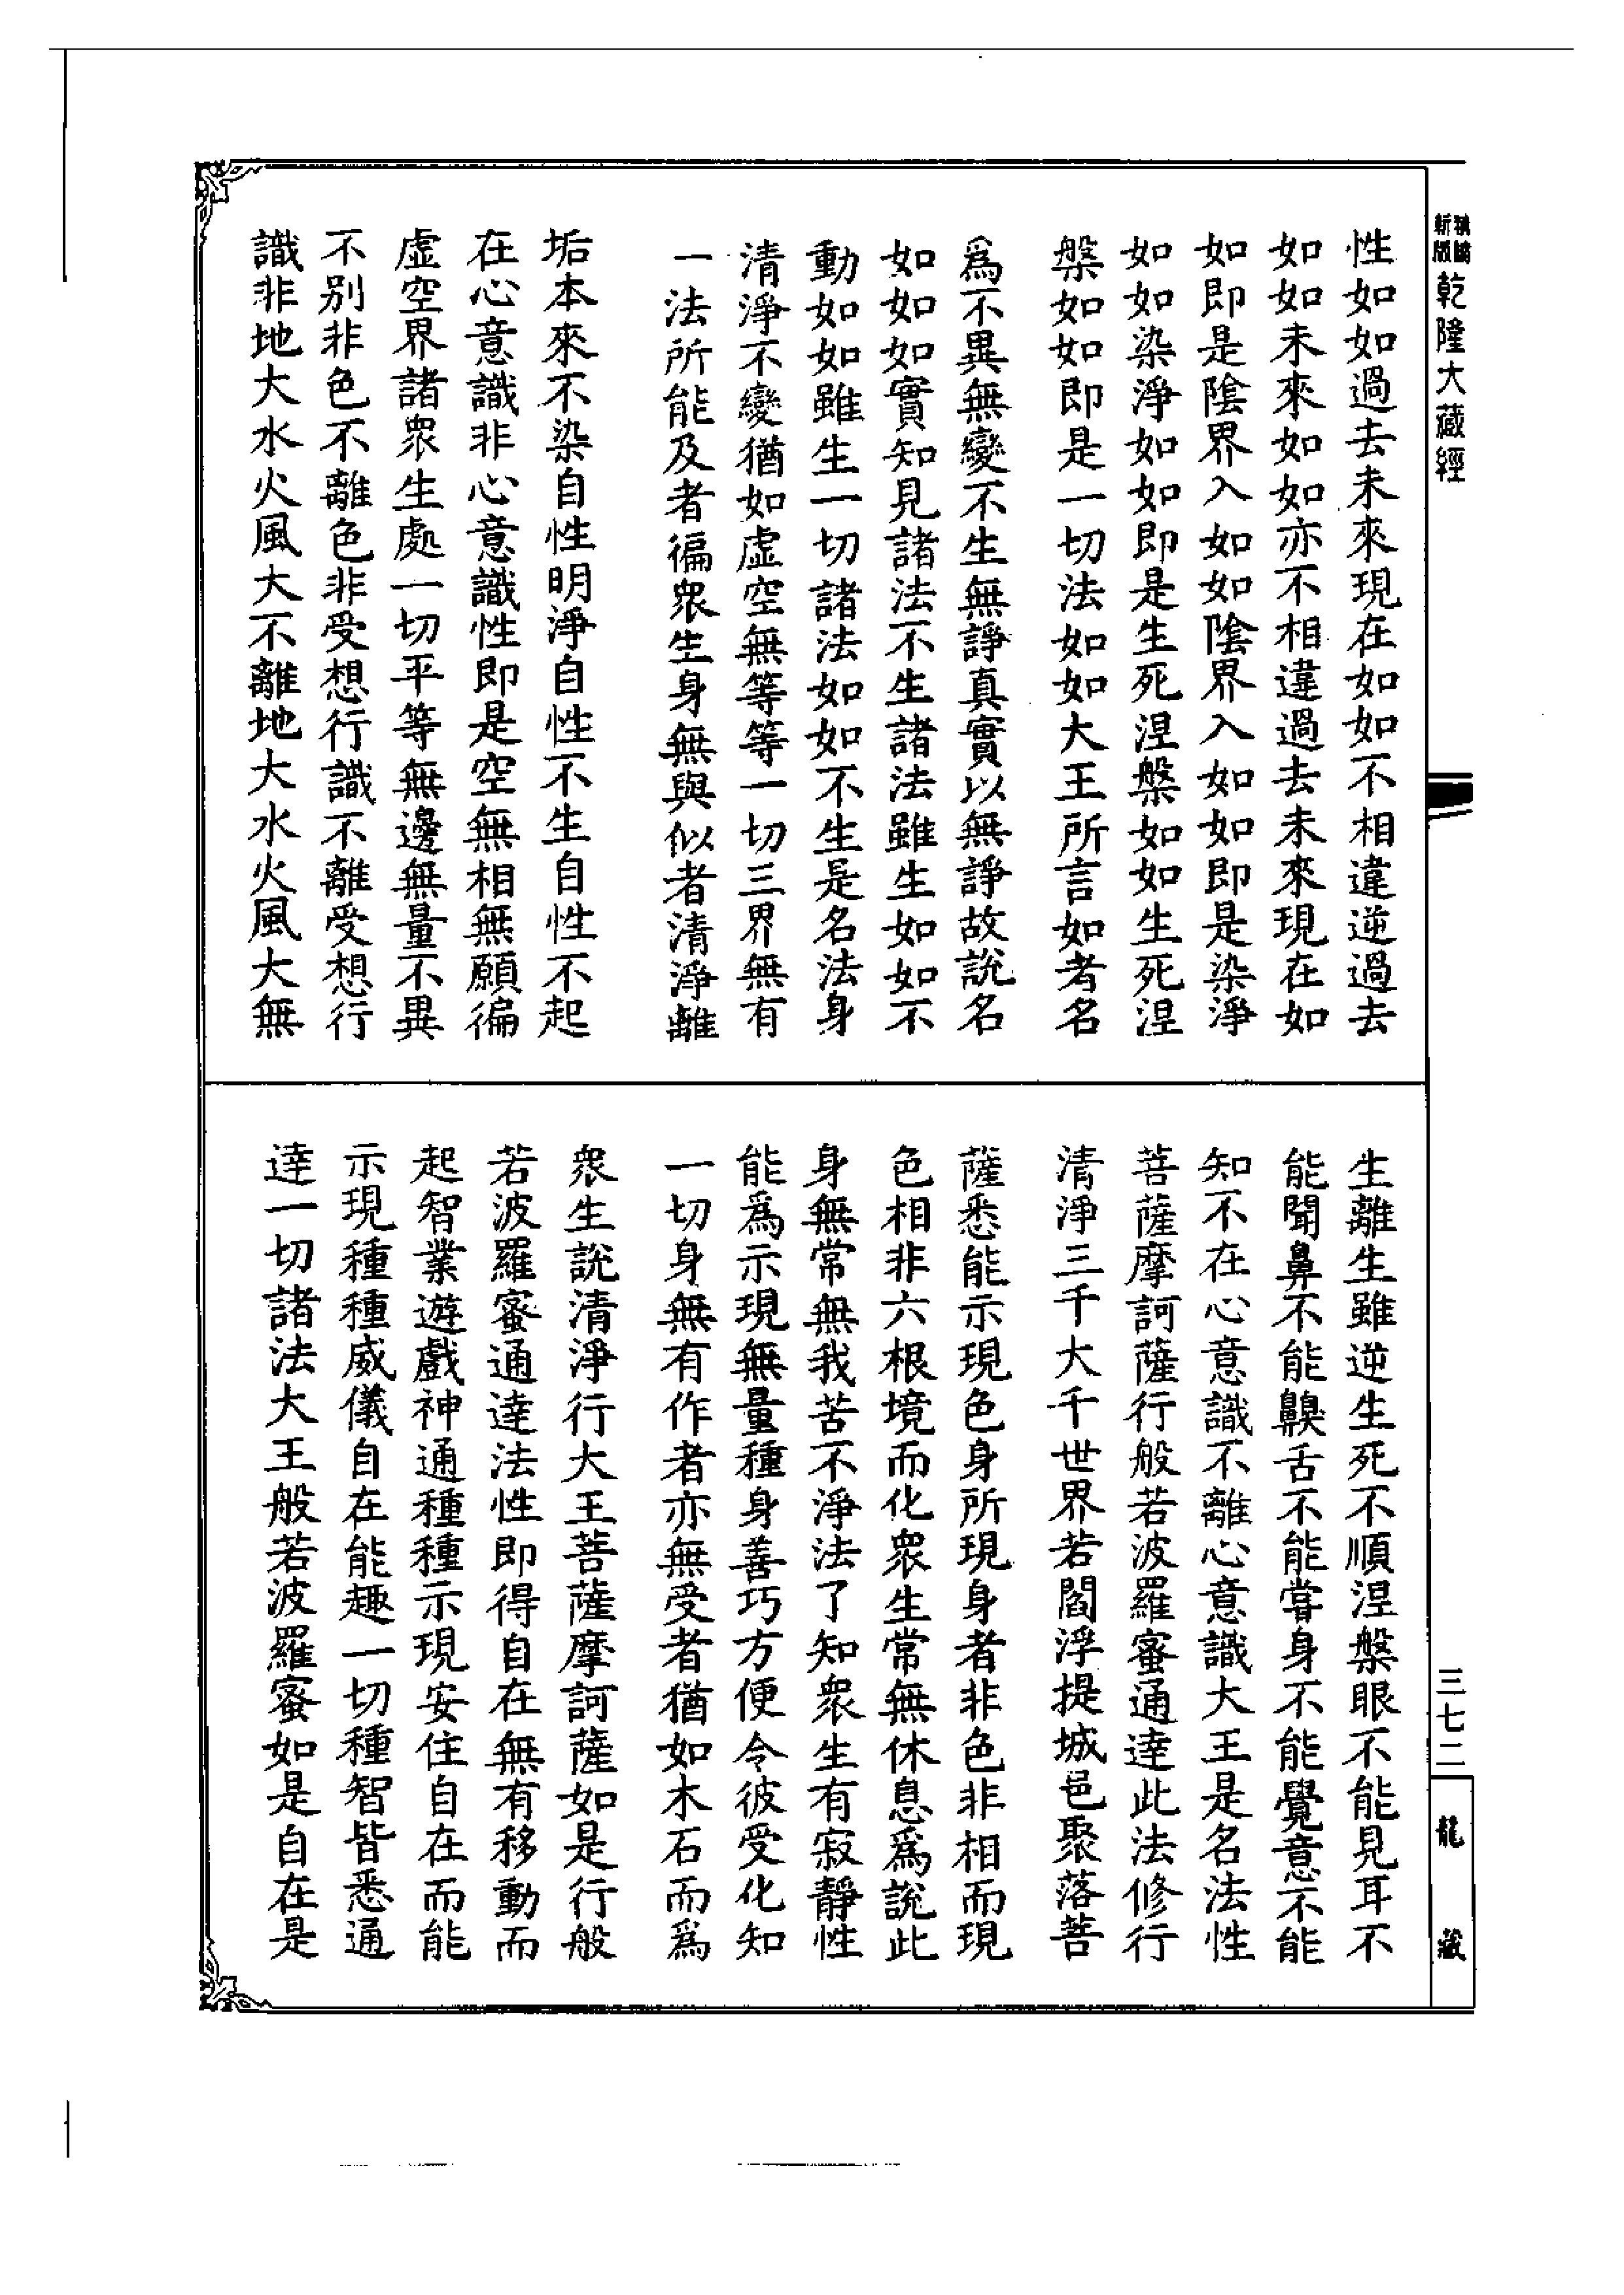 乾隆大藏經
性如如過去未來現在如如不相違逆過去
如如未來如如亦不相違過去未來現在如
如即是陰界入如如陰界入如如即是染淨
如如染淨如如即是生死涅槃如如生死涅
槃如如即是一切法如如大王所言如者名
爲不異無變不生無諍真實以無諍故說名
如如如實知見諸法不生諸法雖生如如不
動如如雖生一切諸法如如不生是名法身
清淨不變猶如虛空無等等一切三界無有
一法所能及者徧衆生身無與似者清淨離
垢本來不染自性明淨自性不生自性不起
在心意識非心意識性即是空無相無願徧
虛空界諸衆生處一切平等無邊無量不異
不別非色不離色非受想行識不離受想行
識非地大水火風大不離地大水火風大無
生離生雖逆生死不順涅槃眼不能見耳不
能聞鼻不能齅舌不能嘗身不能覺意不能
知不在心意識不離心意識大王是名法性
菩薩摩訶薩行般若波羅蜜通達此法修行
清淨三千大千世界若閻浮提城邑聚落菩
薩悉能示現色身所現身者非色非相而現
色相非六根境而化衆生常無休息爲說此
身無常無我苦不淨法了知衆生有寂靜性
能爲示現無量種身善巧方便令彼受化知
一切身無有作者亦無受者猶如木石而爲
衆生說清淨行大王菩薩摩訶薩如是行般
若波羅蜜通達法性即得自在無有移動而
起智業遊戲神通種種示現安住自在而能
示現種種威儀自在能趣一切種智皆悉通
達一切諸法大王般若波羅蜜如是自在是
三七二
龍藏